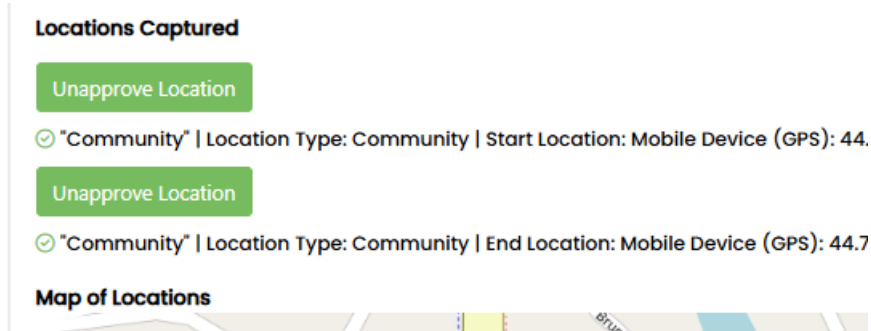 Locations Captured
Unapprove Location
"Community" | Location Type: Community | Start Location: Mobile Device (GPS): 44.
Unapprove Location
"Community" | Location Type: Community | End Location: Mobile Device (GPS): 44.7
Map of Locations